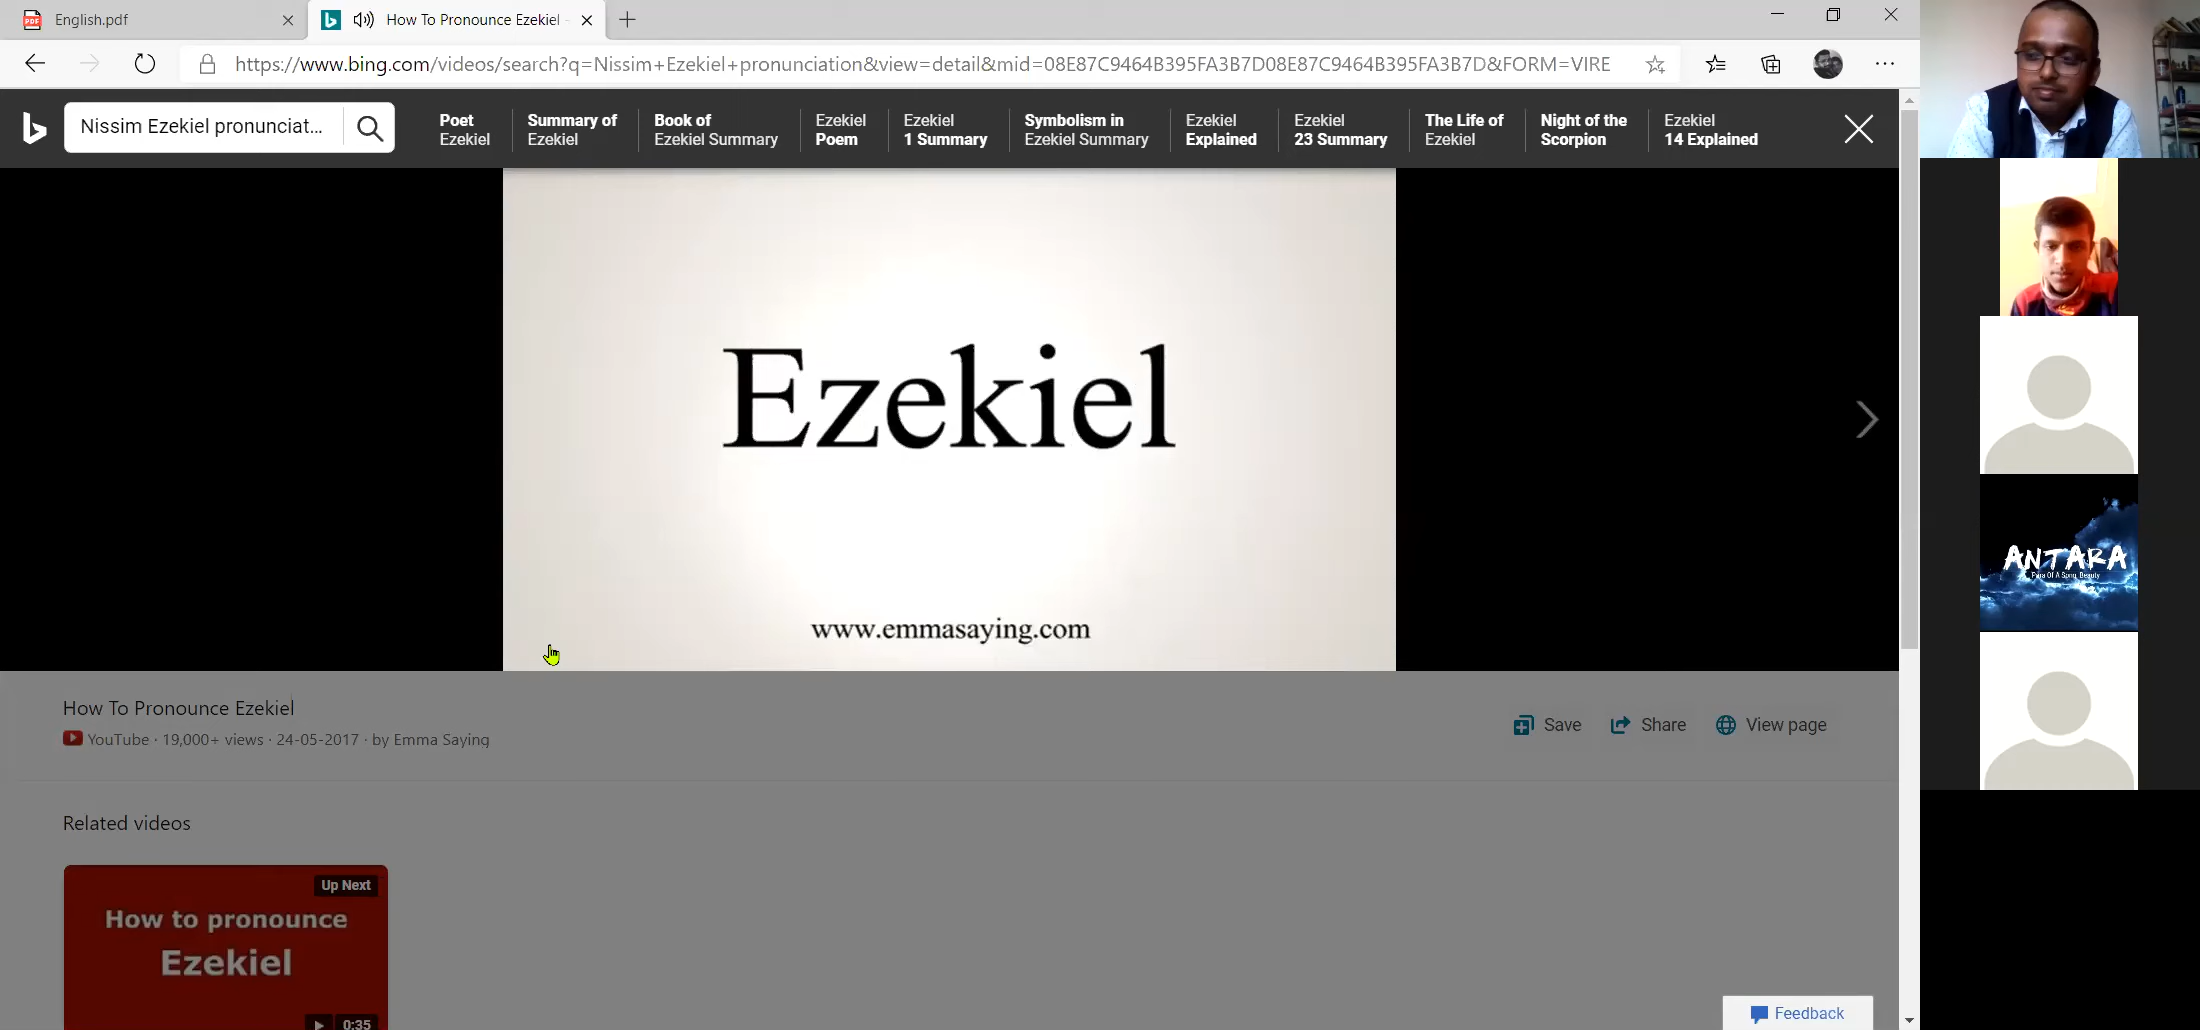 English.pdf
How To Pronounce Ezekiel
https://www.bing.com/videos/search?q=Nissim+Ezekiel+pronunciation&view=detail&mid=08E87C9464B395FA3B7D08E87C9464B395FA3B7D&FORM=VIRE
Nissim Ezekiel pronunciat...
Poet Ezekiel
Summary of Ezekiel
Book of Ezekiel Summary
Ezekiel Poem
Ezekiel 1 Summary
Symbolism in Ezekiel Summary
Ezekiel Explained
Ezekiel 23 Summary
The Life of Ezekiel
Night of the Scorpion
Ezekiel 14 Explained
Ezekiel
www.emmasaying.com
ANTARA
Of A Song Beauty
How To Pronounce Ezekiel
YouTube · 19,000+ views · 24-05-2017 · by Emma Saying
Save
Share
View page
Related videos
Up Next
How to pronounce
Ezekiel
0:35
Feedback